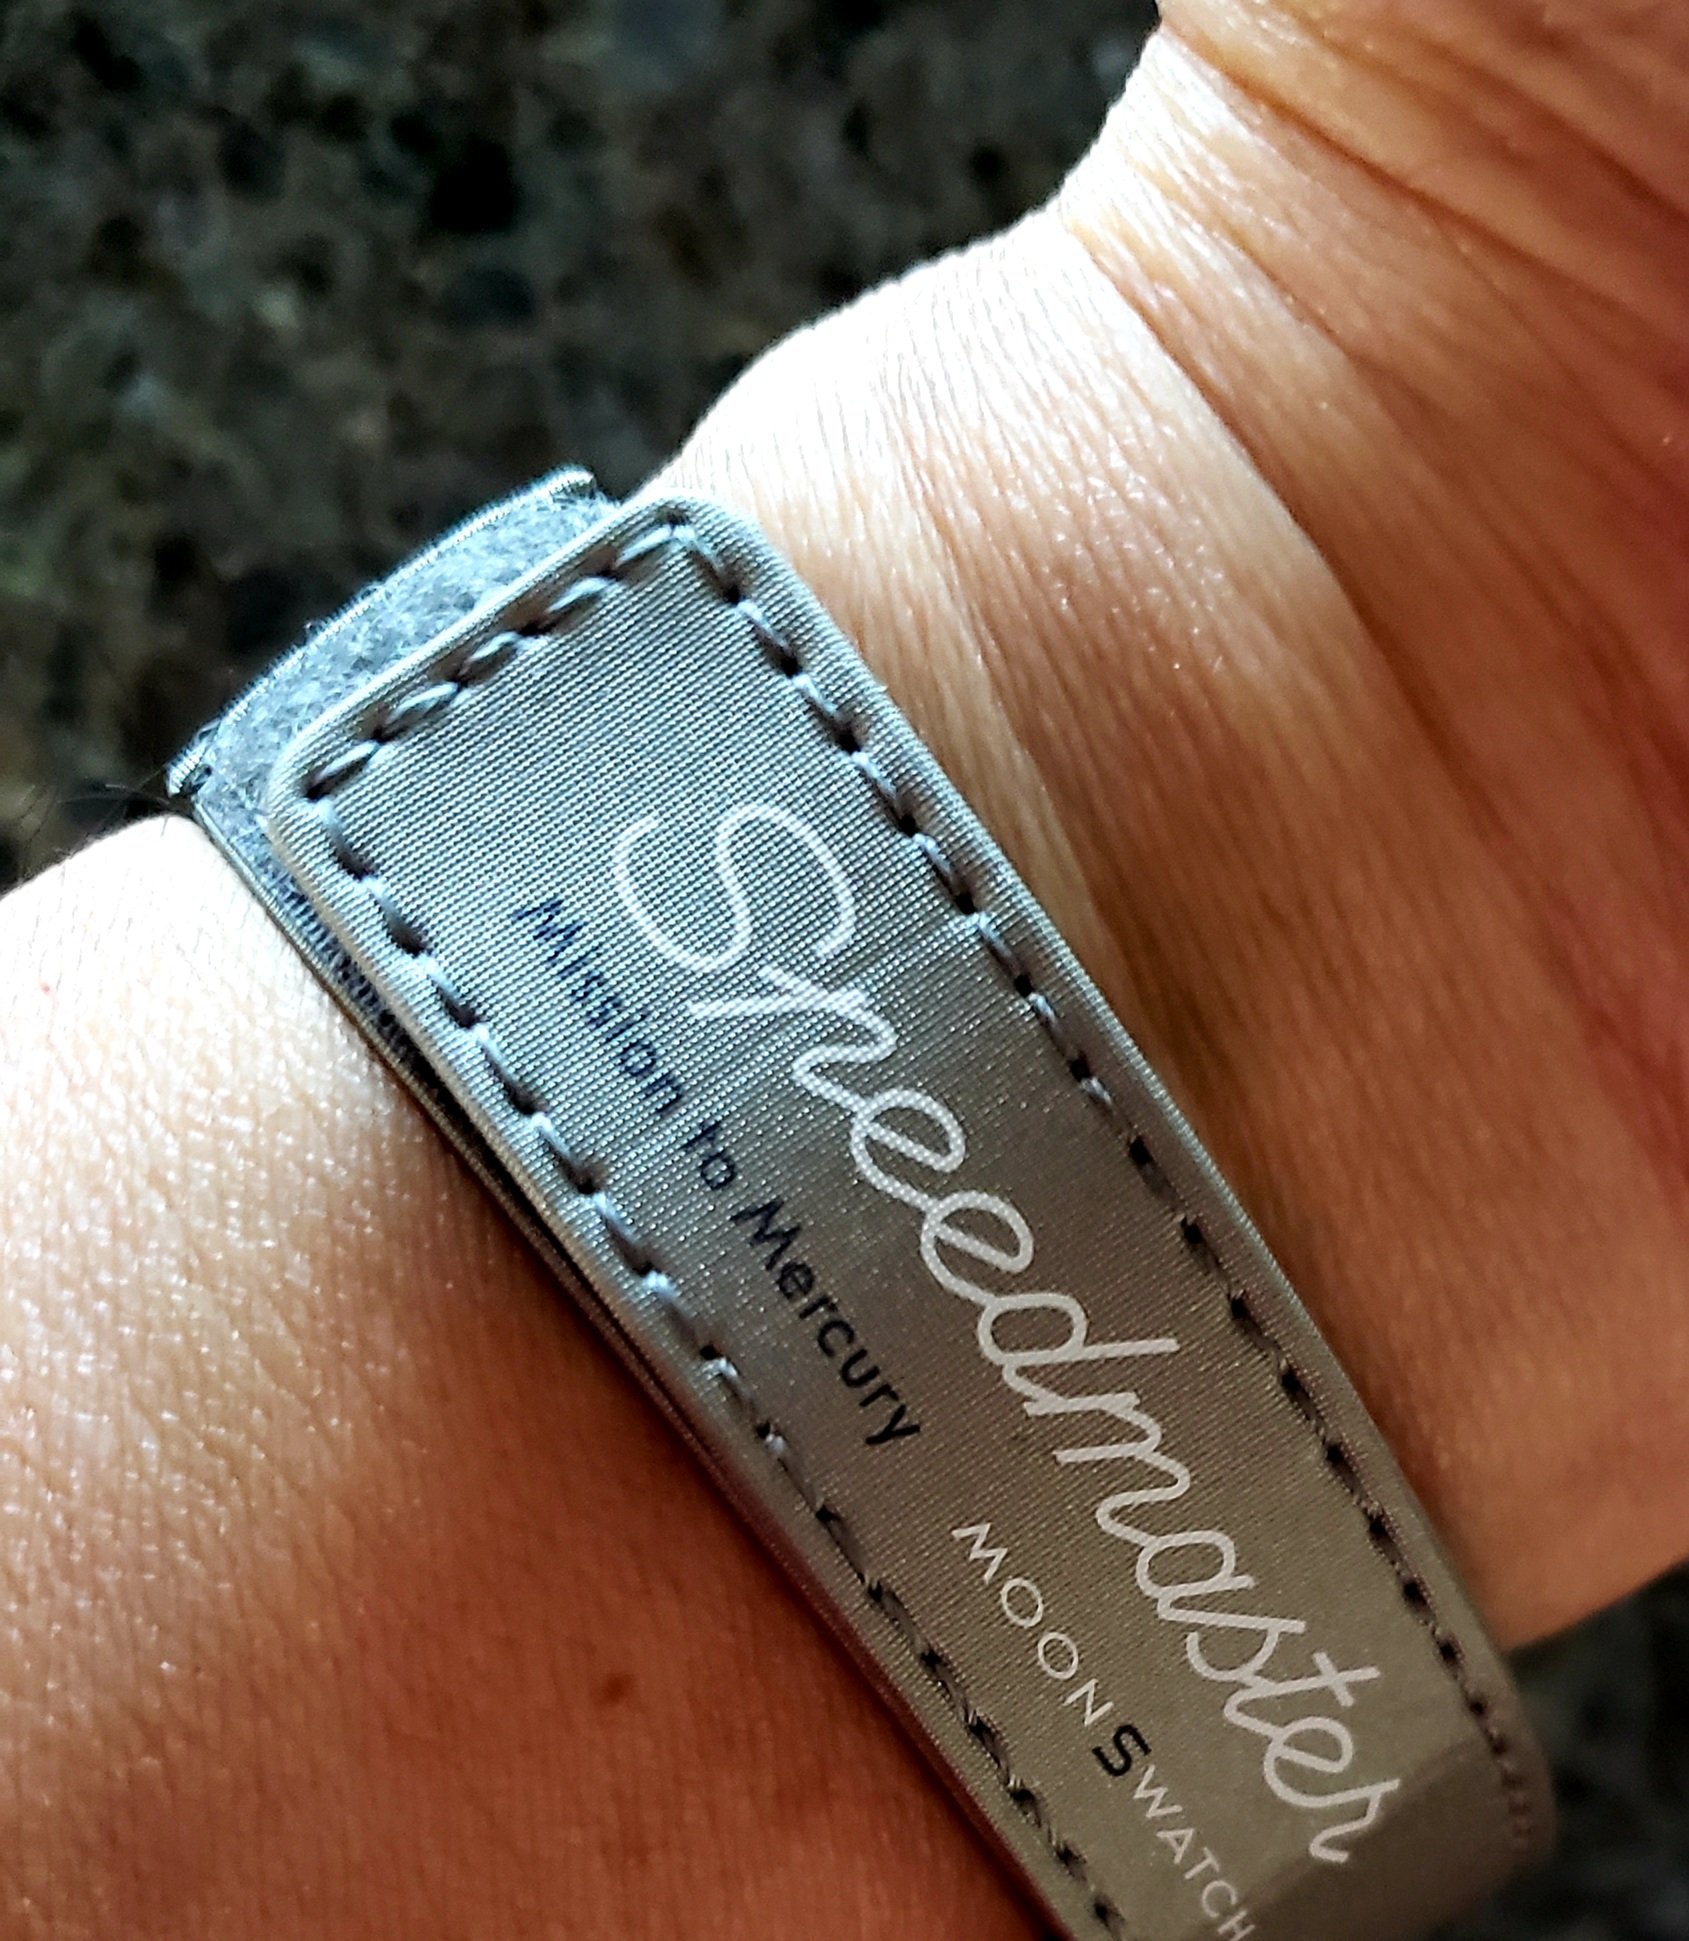 Speedmaster
Mission to Mercury
MOONSWATCH